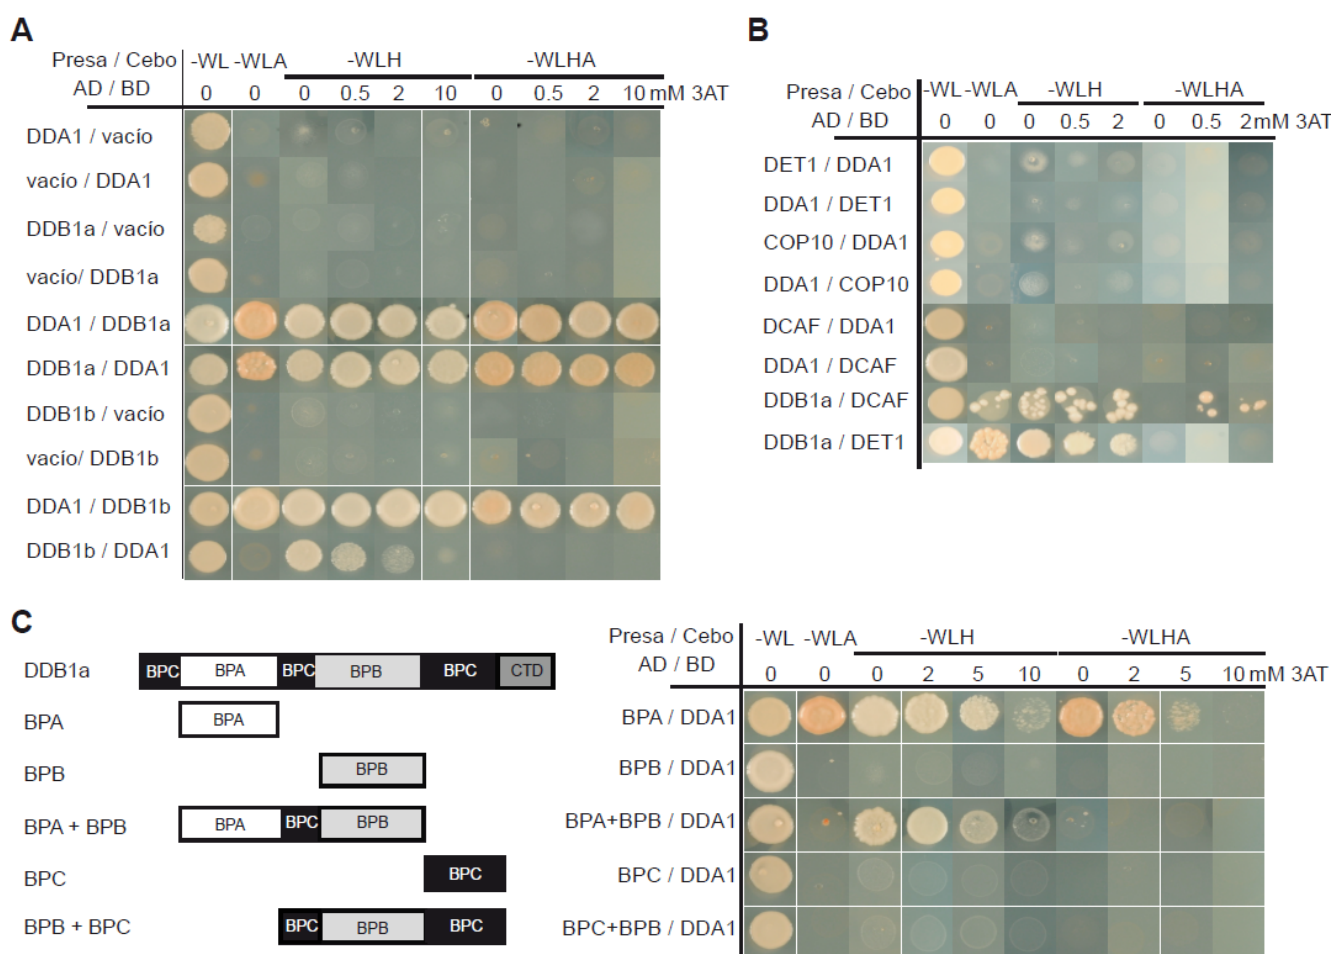 A
Presa / Cebo -WL -WLA -WLH -WLHA
AD / BD 0 0 0 0.5 2 10 0 0.5 2 10 mM 3AT
DDA1 / vacío
vacío / DDA1
DDB1a / vacío
vacío/ DDB1a
DDA1 / DDB1a
DDB1a / DDA1
DDB1b / vacío
vacío/ DDB1b
DDA1 / DDB1b
DDB1b / DDA1
B
Presa / Cebo -WL -WLA -WLH -WLHA
AD / BD 0 0 0 0.5 2 0 0.5 2 mM 3AT
DET1 / DDA1
DDA1 / DET1
COP10 / DDA1
DDA1 / COP10
DCAF / DDA1
DDA1 / DCAF
DDB1a / DCAF
DDB1a / DET1
C
DDB1a BPC BPA BPC BPB BPC CTD
BPA BPA
BPB BPB
BPA + BPB BPA BPC BPB
BPC BPC
BPB + BPC BPC BPB BPC
Presa / Cebo -WL -WLA -WLH -WLHA
AD / BD 0 0 0 2 5 10 0 2 5 10 mM 3AT
BPA / DDA1
BPB / DDA1
BPA+BPB / DDA1
BPC / DDA1
BPC+BPB / DDA1